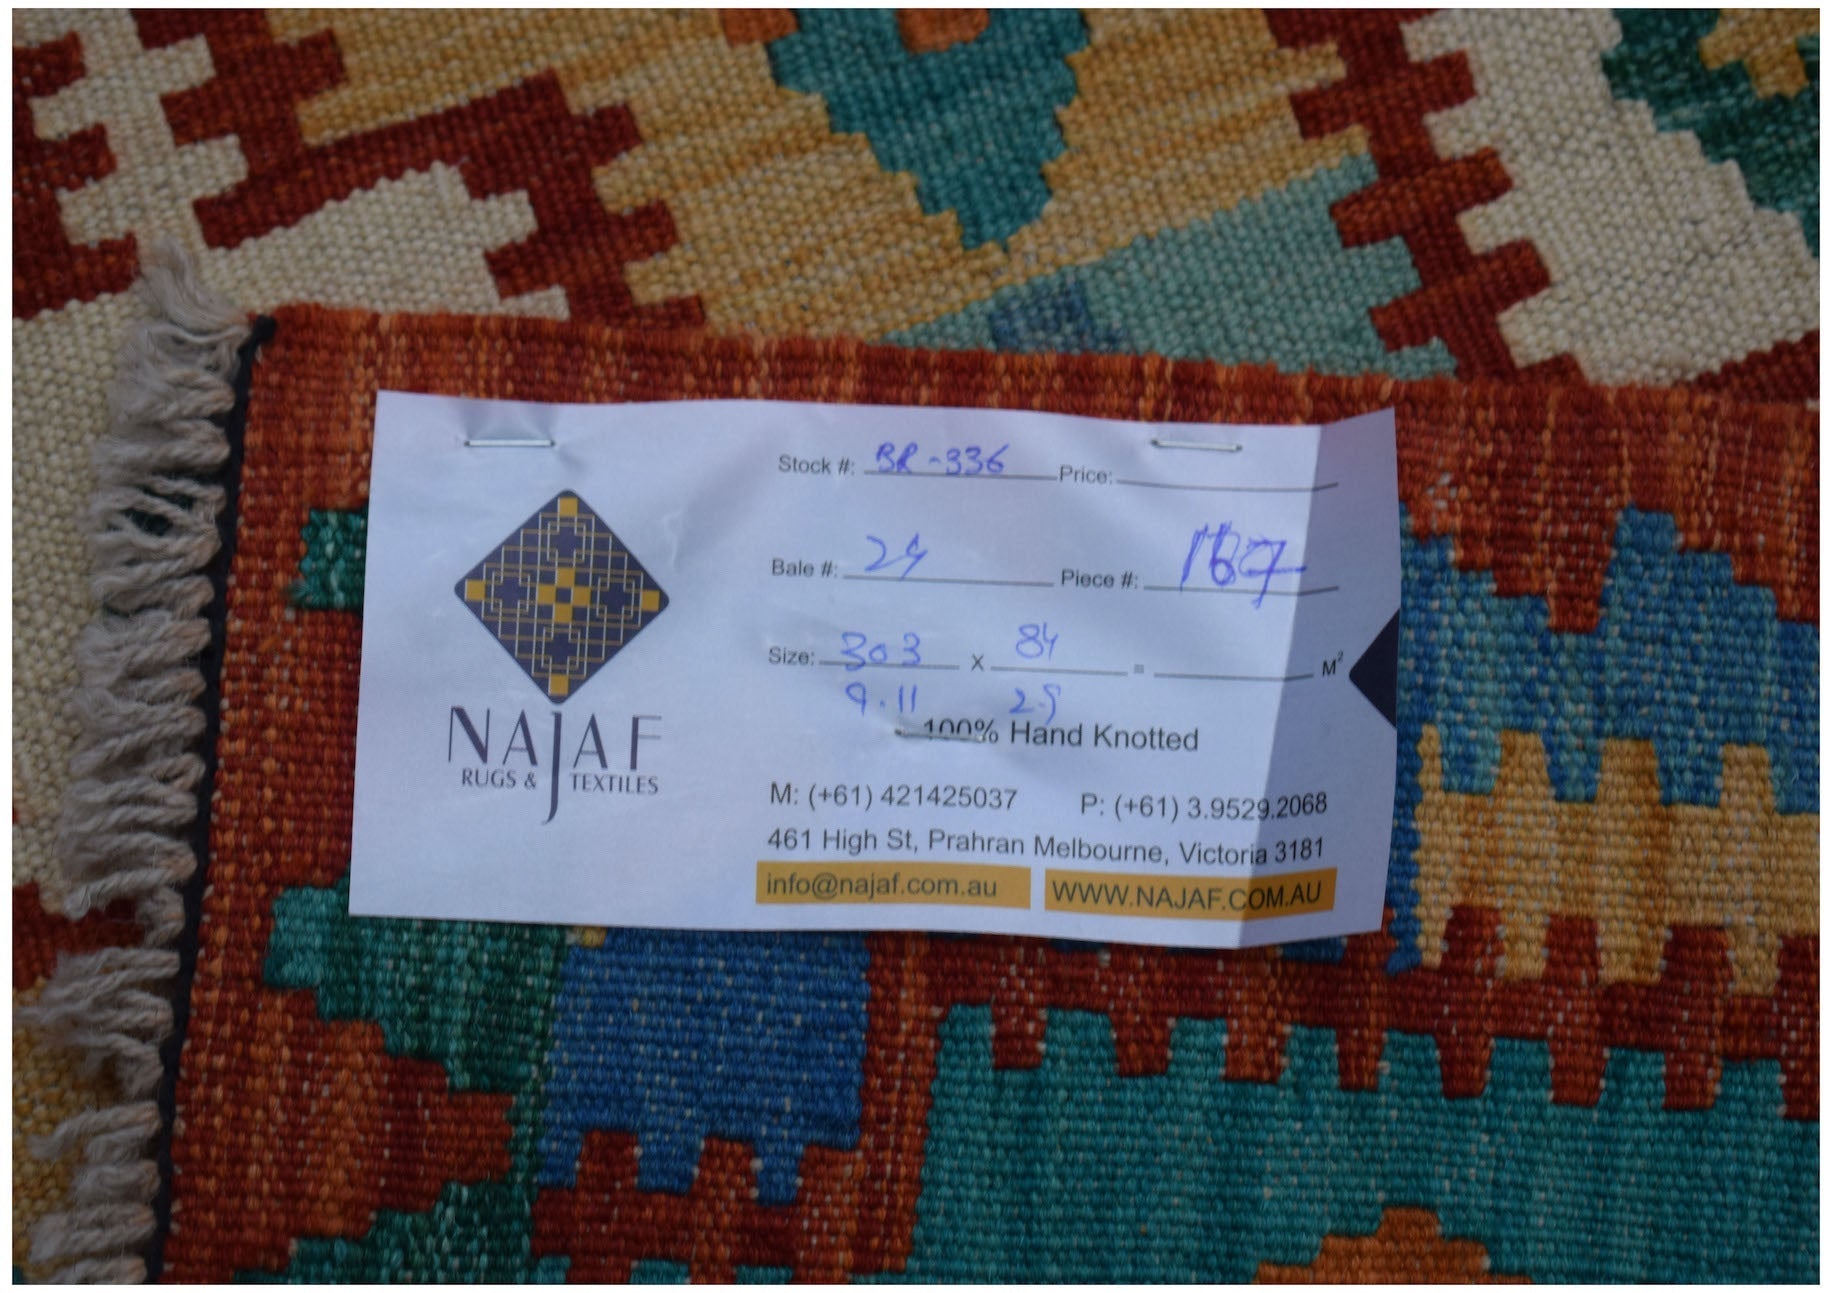 NAJAF
RUGS & TEXTILES
Stock #: BR-336 Price:
Bale #: 24 Piece #: 167
Size: 303 x 84 = M²
9.11 2.9
100% Hand Knotted
M: (+61) 421425037 P: (+61) 3.9529.2068
461 High St, Prahran Melbourne, Victoria 3181
info@najaf.com.au WWW.NAJAF.COM.AU